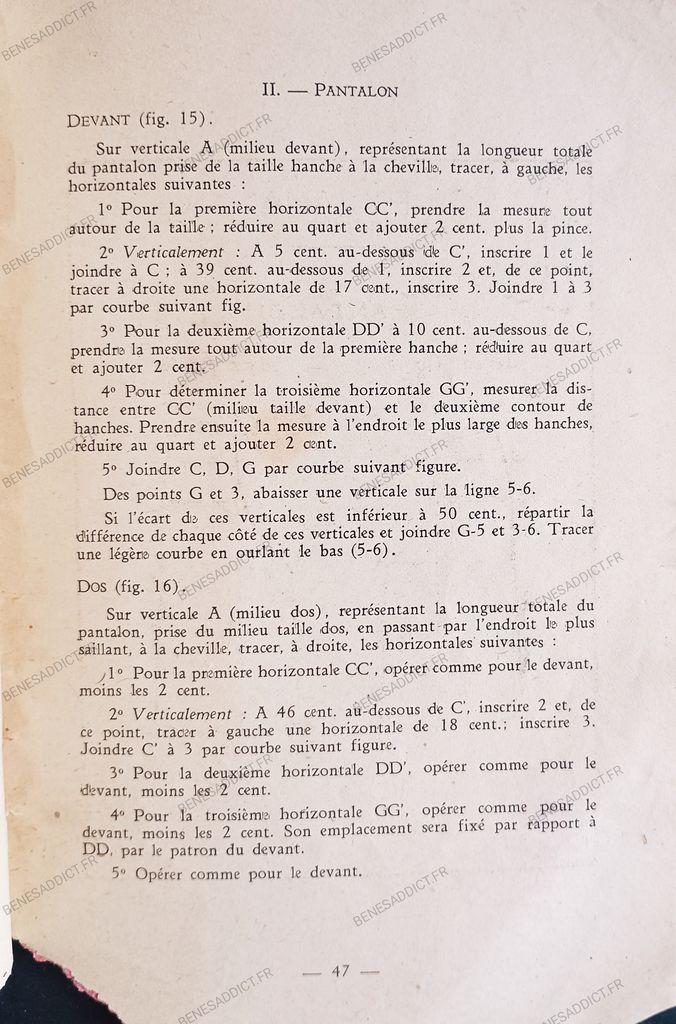 II. — PANTALON
DEVANT (fig. 15).
Sur verticale A (milieu devant), représentant la longueur totale
du pantalon prise de la taille hanche à la cheville, tracer, à gauche, les
horizontales suivantes :
1° Pour la première horizontale CC', prendre la mesure tout
autour de la taille ; réduire au quart et ajouter 2 cent. plus la pince.
2° Verticalement : A 5 cent. au-dessous de C', inscrire 1 et le
joindre à C ; à 39 cent. au-dessous de 1, inscrire 2 et, de ce point,
tracer à droite une horizontale de 17 cent., inscrire 3. Joindre 1 à 3
par courbe suivant fig.
3° Pour la deuxième horizontale DD' à 10 cent. au-dessous de C,
prendre la mesure tout autour de la première hanche ; réduire au quart
et ajouter 2 cent.
4° Pour déterminer la troisième horizontale GG', mesurer la dis-
tance entre CC' (milieu taille devant) et le deuxième contour de
hanches. Prendre ensuite la mesure à l'endroit le plus large des hanches,
réduire au quart et ajouter 2 cent.
5° Joindre C, D, G par courbe suivant figure.
Des points G et 3, abaisser une verticale sur la ligne 5-6.
Si l'écart de ces verticales est inférieur à 50 cent., répartir la
différence de chaque côté de ces verticales et joindre G-5 et 3-6. Tracer
une légère courbe en ourlant le bas (5-6).
DOS (fig. 16).
Sur verticale A (milieu dos), représentant la longueur totale du
pantalon, prise du milieu taille dos, en passant par l'endroit le plus
saillant, à la cheville, tracer, à droite, les horizontales suivantes :
1° Pour la première horizontale CC', opérer comme pour le devant,
moins les 2 cent.
2° Verticalement : A 46 cent. au-dessous de C', inscrire 2 et, de
ce point, tracer à gauche une horizontale de 18 cent.; inscrire 3.
Joindre C' à 3 par courbe suivant figure.
3° Pour la deuxième horizontale DD', opérer comme pour le
devant, moins les 2 cent.
4° Pour la troisième horizontale GG', opérer comme pour le
devant, moins les 2 cent. Son emplacement sera fixé par rapport à
DD, par le patron du devant.
5° Opérer comme pour le devant.
— 47 —
BENESADDICT.FR